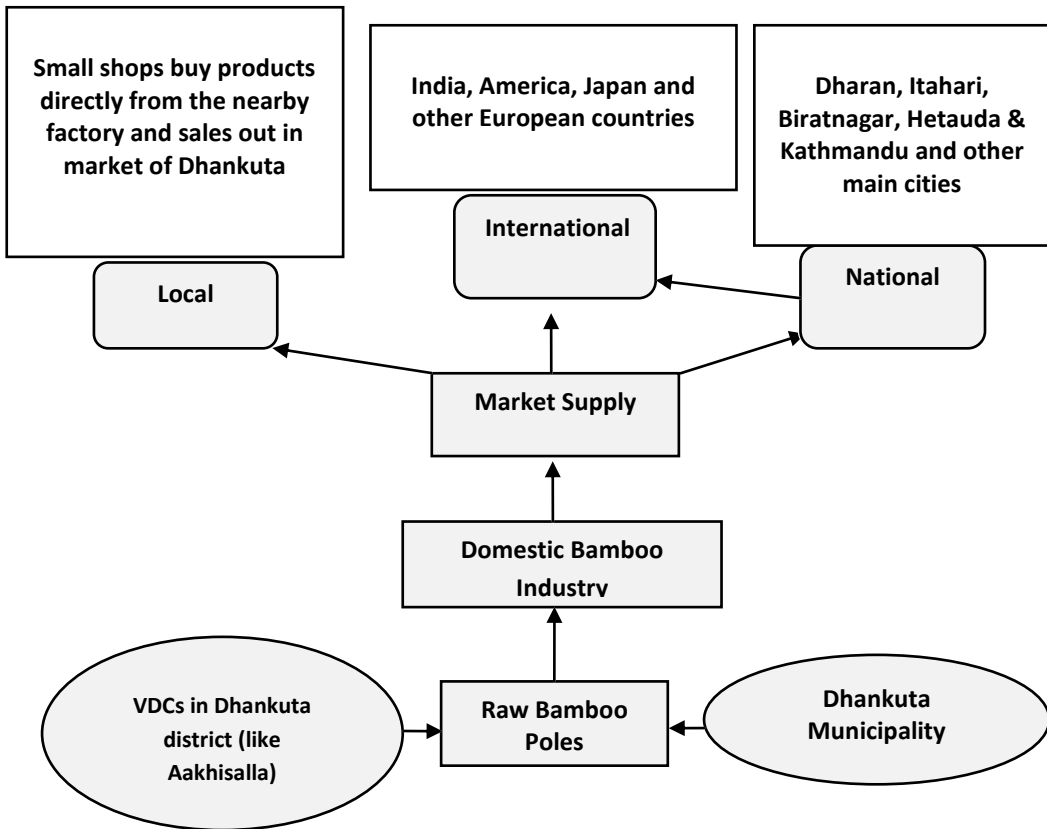 Small shops buy products
directly from the nearby
factory and sales out in
market of Dhankuta
India, America, Japan and
other European countries
Dharan, Itahari,
Biratnagar, Hetauda &
Kathmandu and other
main cities
International
Local
National
Market Supply
Domestic Bamboo
Industry
VDCs in Dhankuta
district (like
Aakhisalla)
Raw Bamboo
Poles
Dhankuta
Municipality